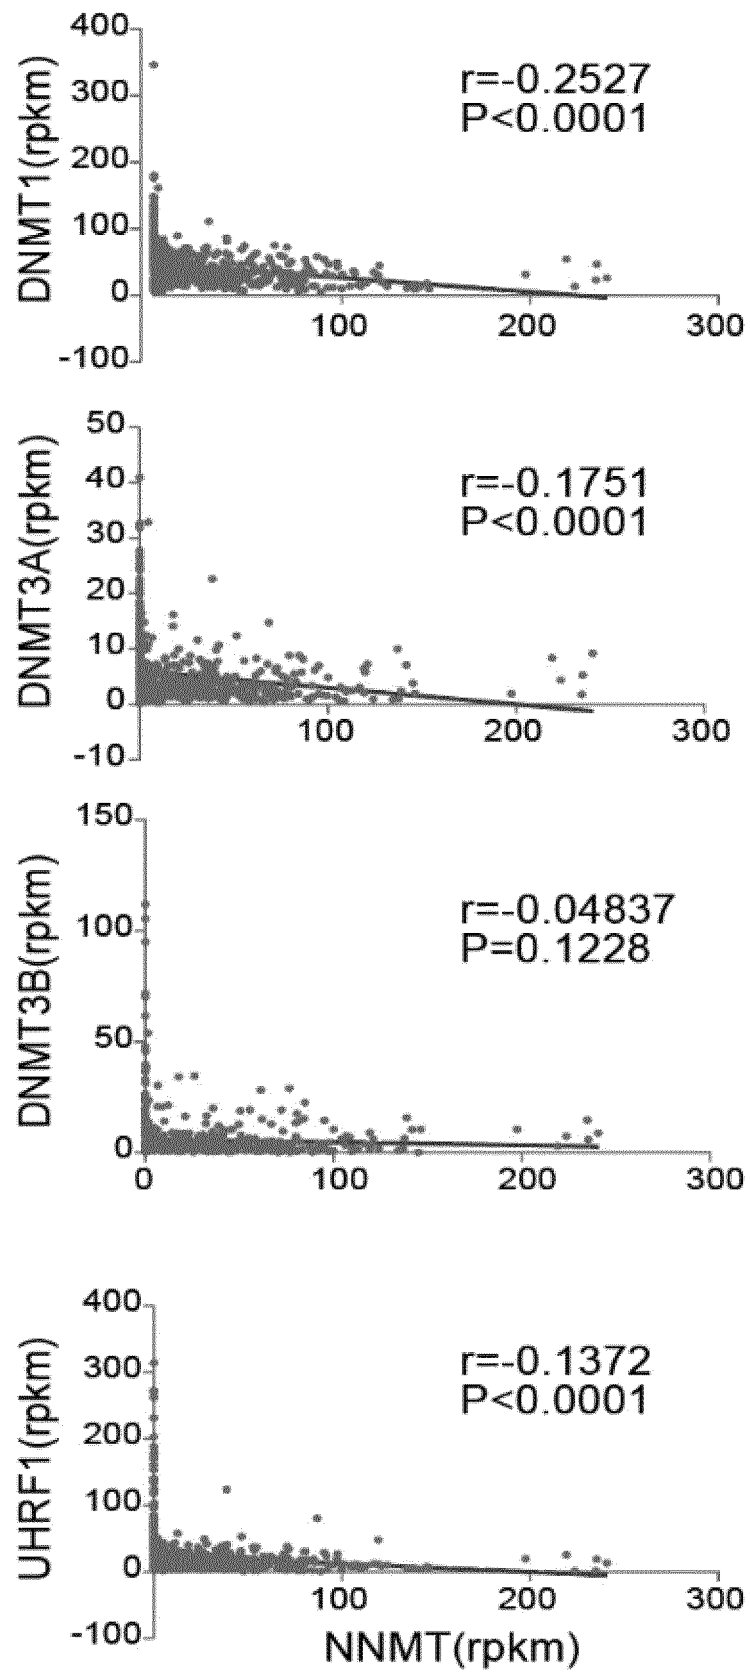 400
300
200
100
0
-100
DNMT1(rpkm)
r=-0.2527
P<0.0001
100
200
300
50
40
30
20
10
0
-10
DNMT3A(rpkm)
r=-0.1751
P<0.0001
100
200
300
150
100
50
0
DNMT3B(rpkm)
r=-0.04837
P=0.1228
0
100
200
300
400
300
200
100
0
-100
UHRF1(rpkm)
r=-0.1372
P<0.0001
100
200
300
NNMT(rpkm)